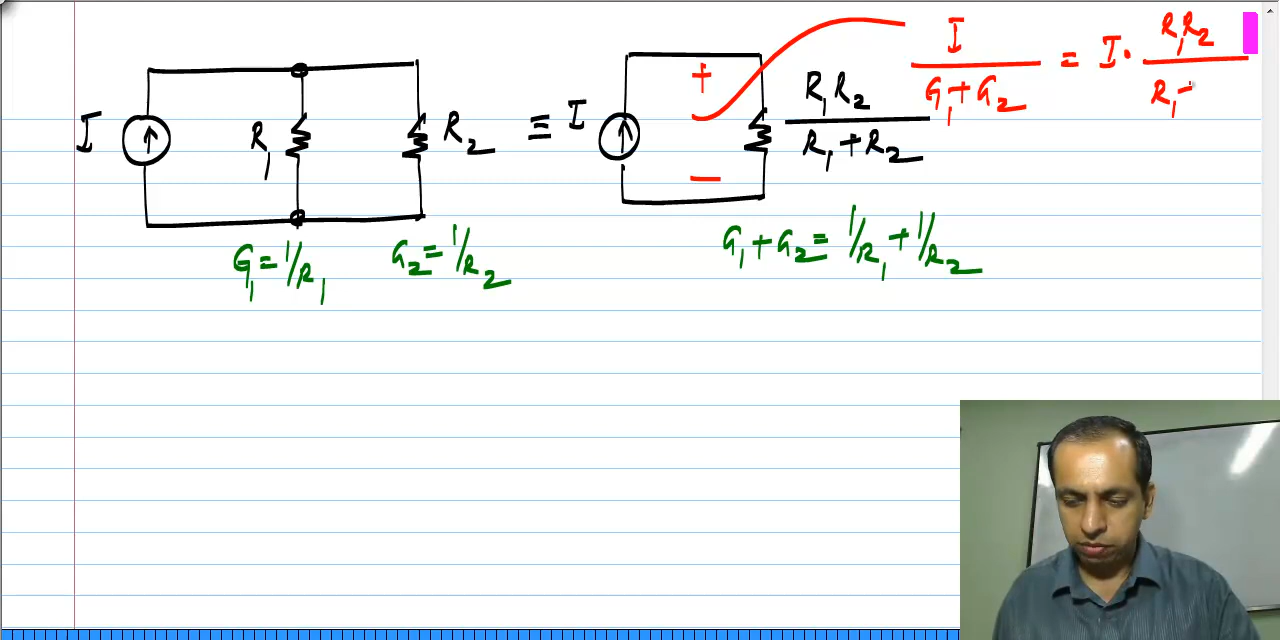 I
R₁
R₂
≡
I
+
−
R₁R₂
R₁+R₂
I
G₁+G₂
= I · R₁R₂
R₁+
G₁=1/R₁
G₂=1/R₂
G₁+G₂=1/R₁+1/R₂